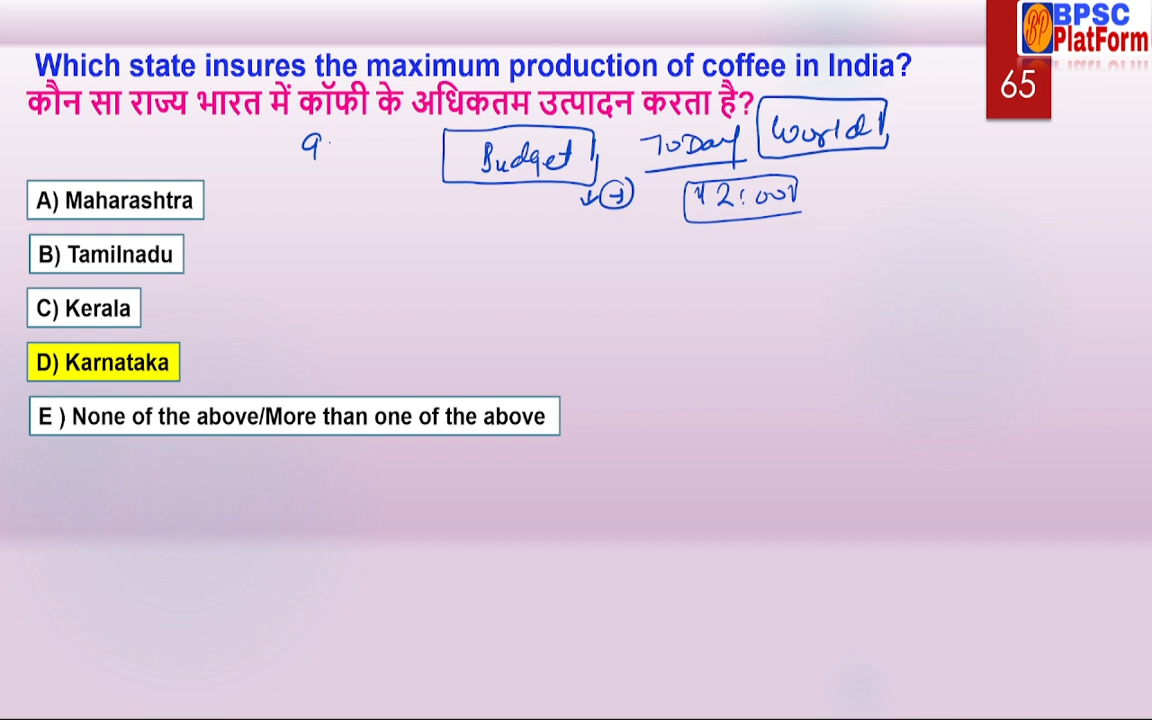 BPSC
PlatForm
65
Which state insures the maximum production of coffee in India?
कौन सा राज्य भारत में कॉफी के अधिकतम उत्पादन करता है?
Budget
ToDay
World
A) Maharashtra
B) Tamilnadu
C) Kerala
D) Karnataka
E ) None of the above/More than one of the above